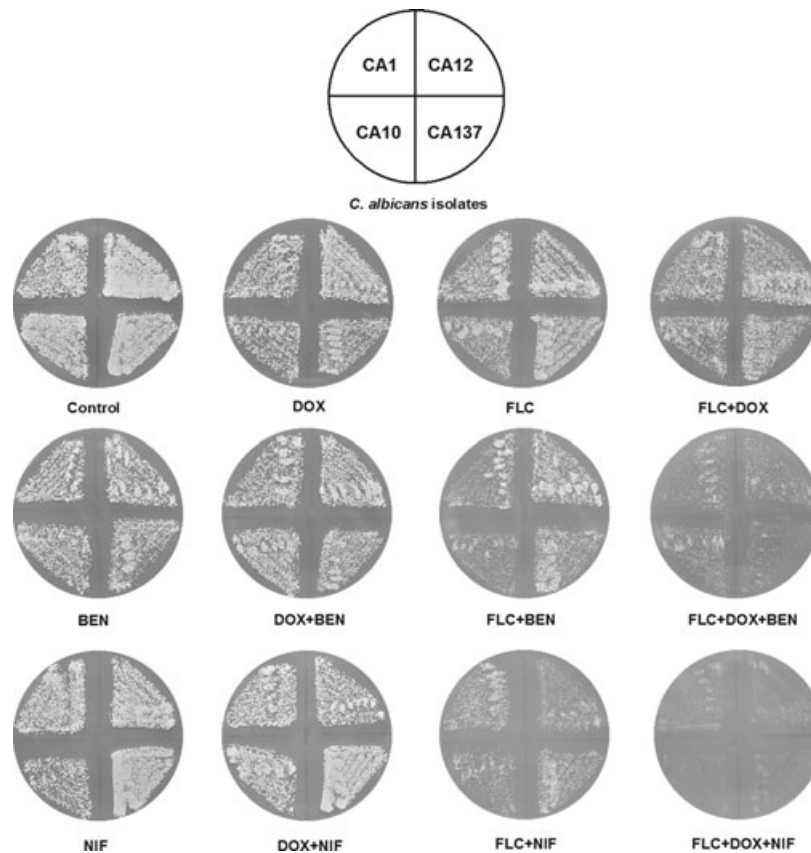 CA1 CA12
CA10 CA137
C. albicans isolates
Control DOX FLC FLC+DOX
BEN DOX+BEN FLC+BEN FLC+DOX+BEN
NIF DOX+NIF FLC+NIF FLC+DOX+NIF